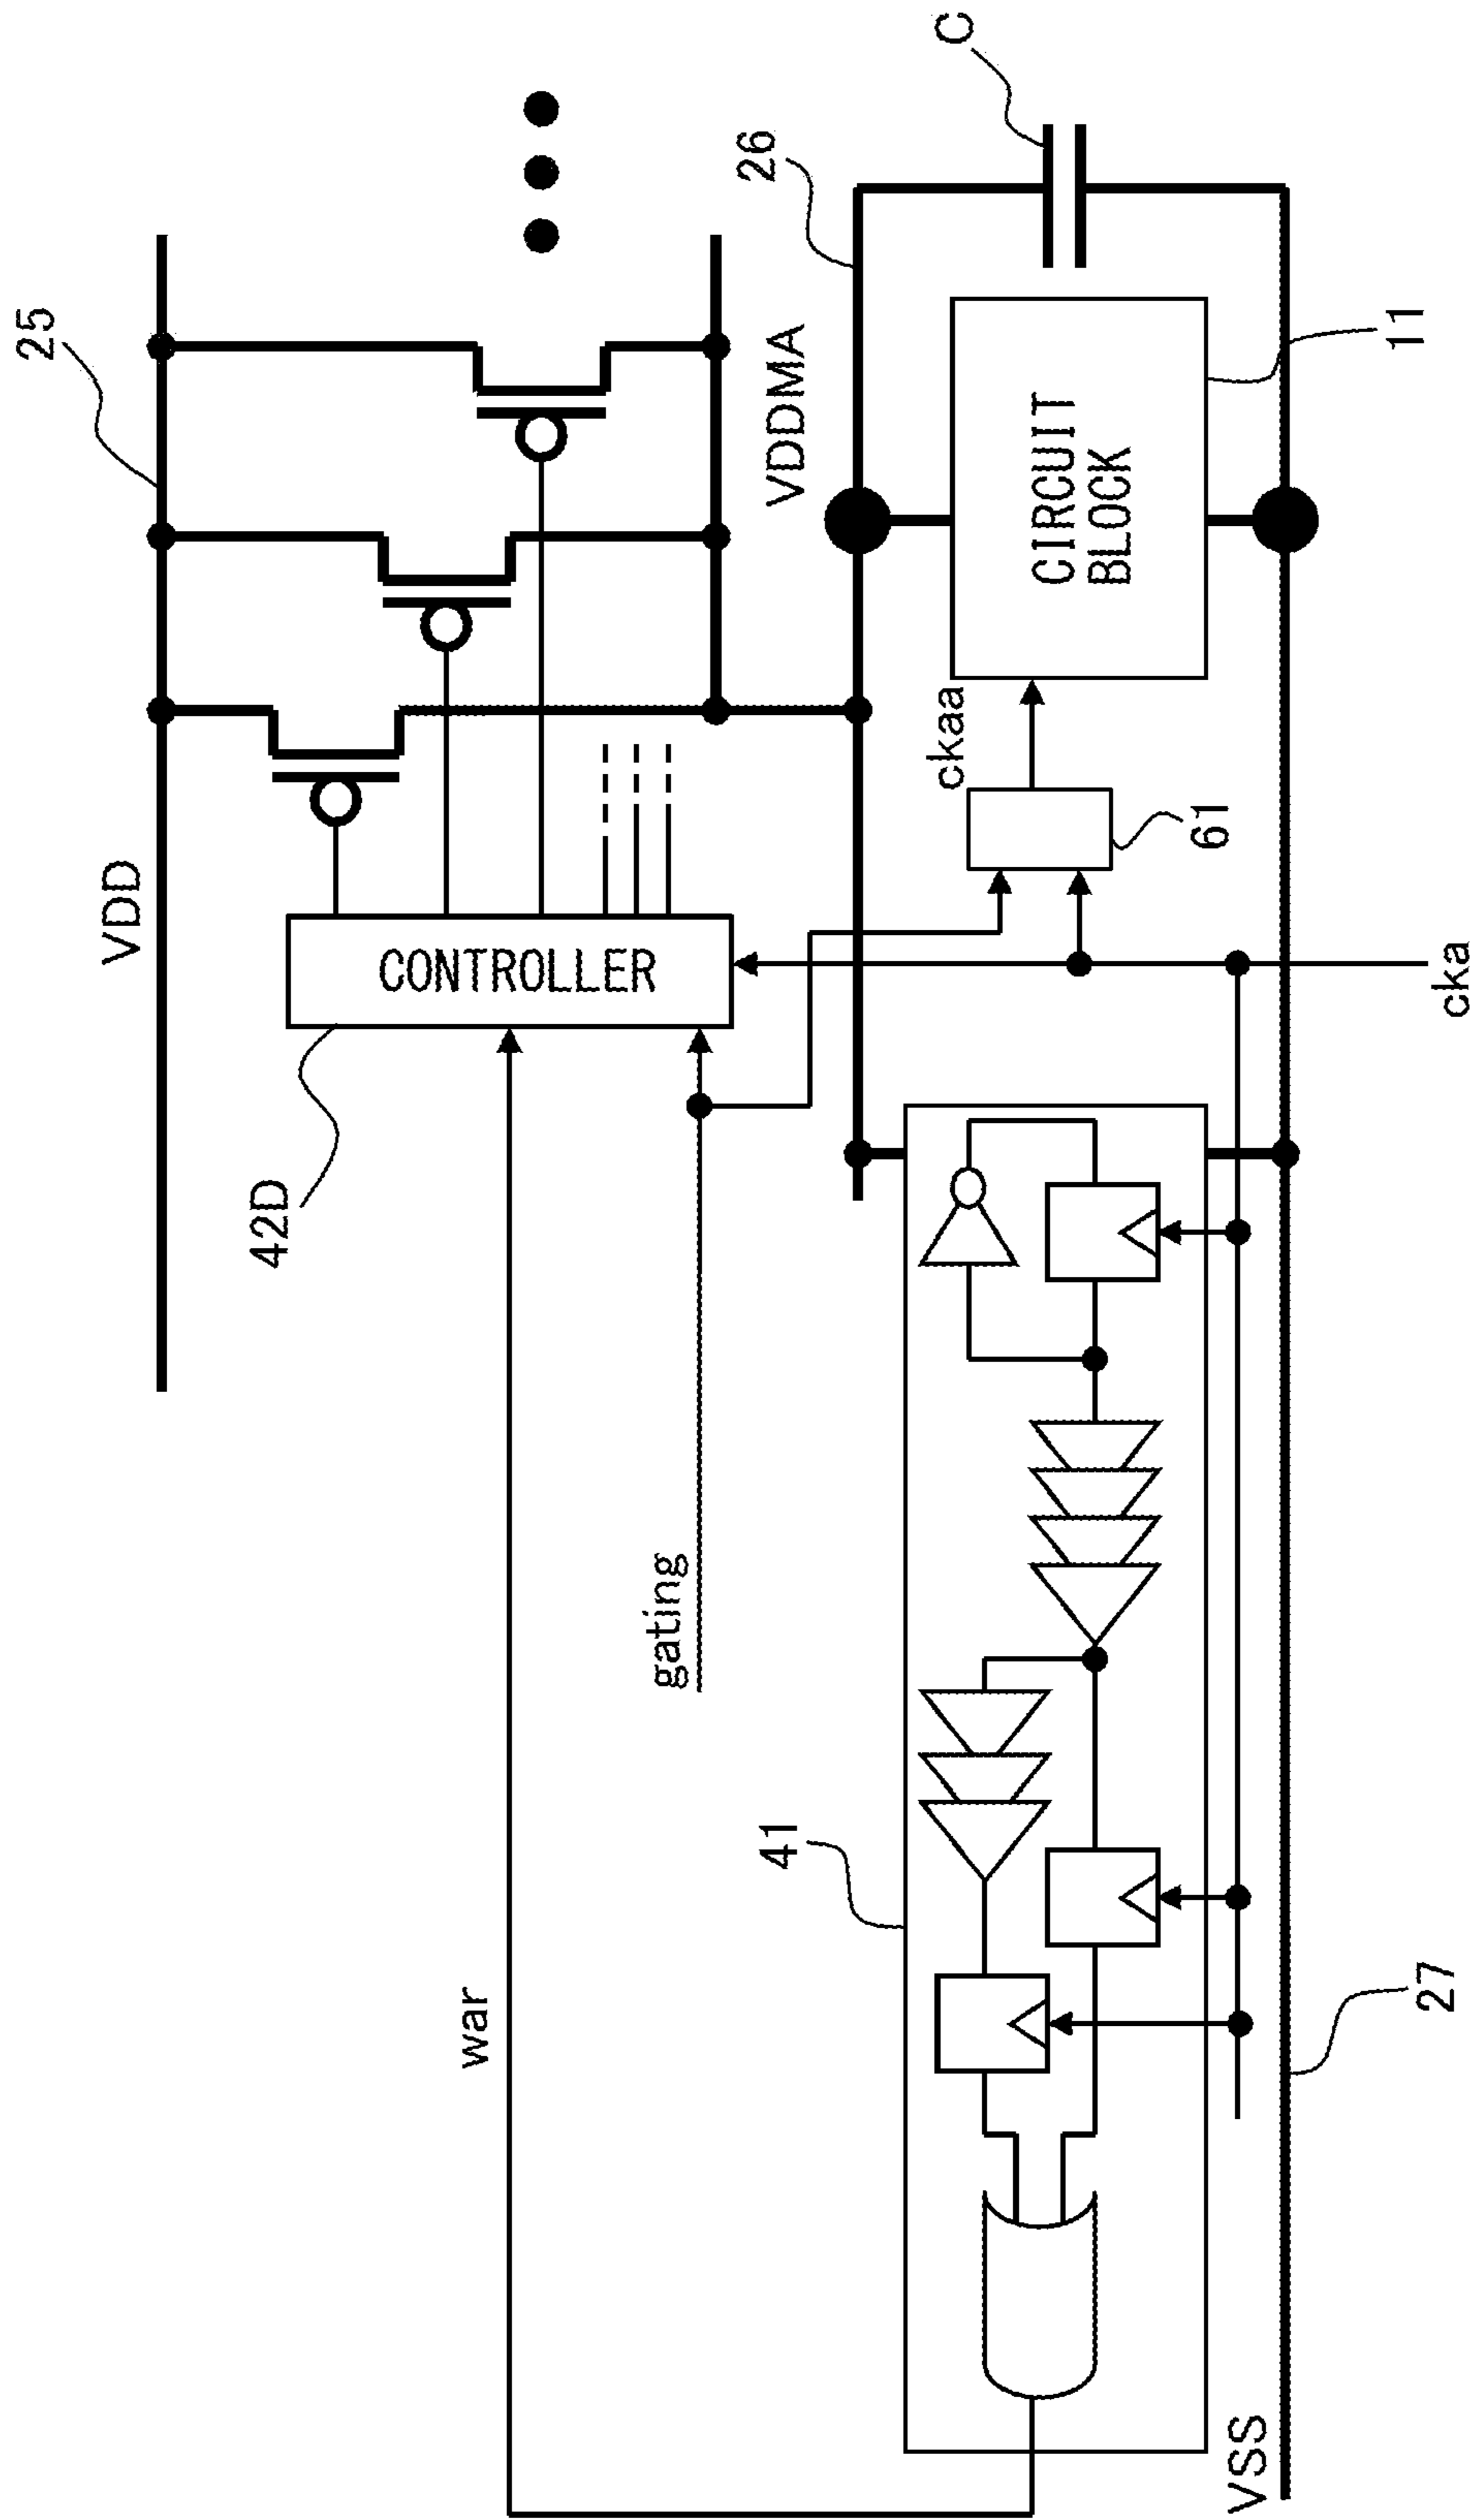 25
VDD
42D
CONTROLLER
war
gating
26
VDDMA
C
41
ckaa
CIRCUIT
BLOCK
61
11
cka
VSS
27